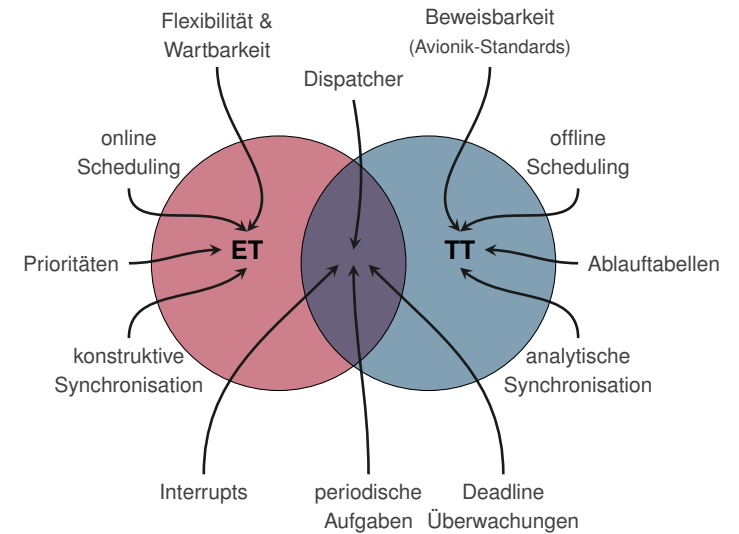 Flexibilität &
Wartbarkeit
Beweisbarkeit
(Avionik-Standards)
Dispatcher
online
Scheduling
offline
Scheduling
ET
TT
Prioritäten
Ablauftabellen
konstruktive
Synchronisation
analytische
Synchronisation
Interrupts
periodische
Aufgaben
Deadline
Überwachungen